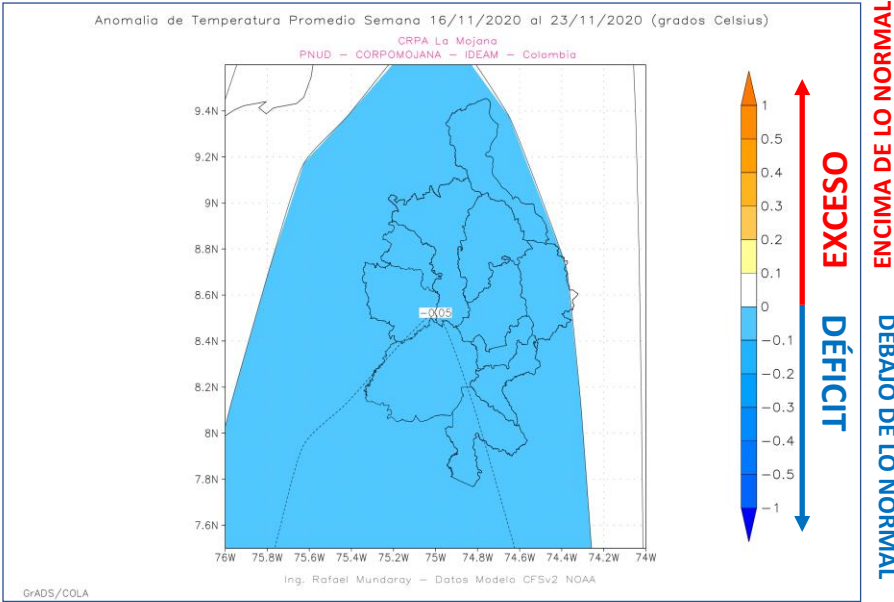 Anomalia de Temperatura Promedio Semana 16/11/2020 al 23/11/2020 (grados Celsius)
CRPA La Mojana
PNUD – CORPOMOJANA – IDEAM – Colombia
9.4N
9.2N
9N
8.8N
8.6N
8.4N
8.2N
8N
7.8N
7.6N
76W
75.8W
75.6W
75.4W
75.2W
75W
74.8W
74.6W
74.4W
74.2W
74W
−0.05
1
0.5
0.4
0.3
0.2
0.1
0
−0.1
−0.2
−0.3
−0.4
−0.5
−1
EXCESO
DÉFICIT
ENCIMA DE LO NORMAL
DEBAJO DE LO NORMAL
Ing. Rafael Mundaray – Datos Modelo CFSv2 NOAA
GrADS/COLA